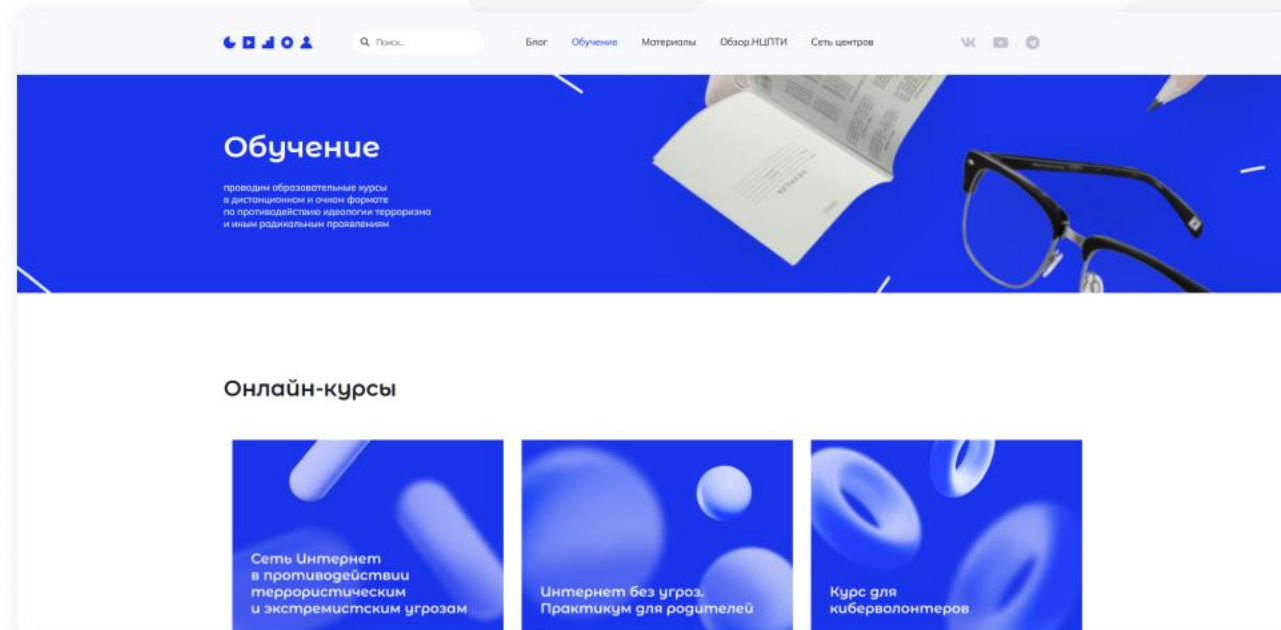 Поиск...
Блог
Обучение
Материалы
Обзор.НЦПТИ
Сеть центров
Обучение
проводим образовательные курсы
в дистанционном и очном формате
по противодействию идеологии терроризма
и иным радикальным проявлениям
ТЕТРАДЬ
Онлайн-курсы
Сеть Интернет
в противодействии
террористическим
и экстремистским угрозам
Интернет без угроз.
Практикум для родителей
Курс для
киберволонтеров